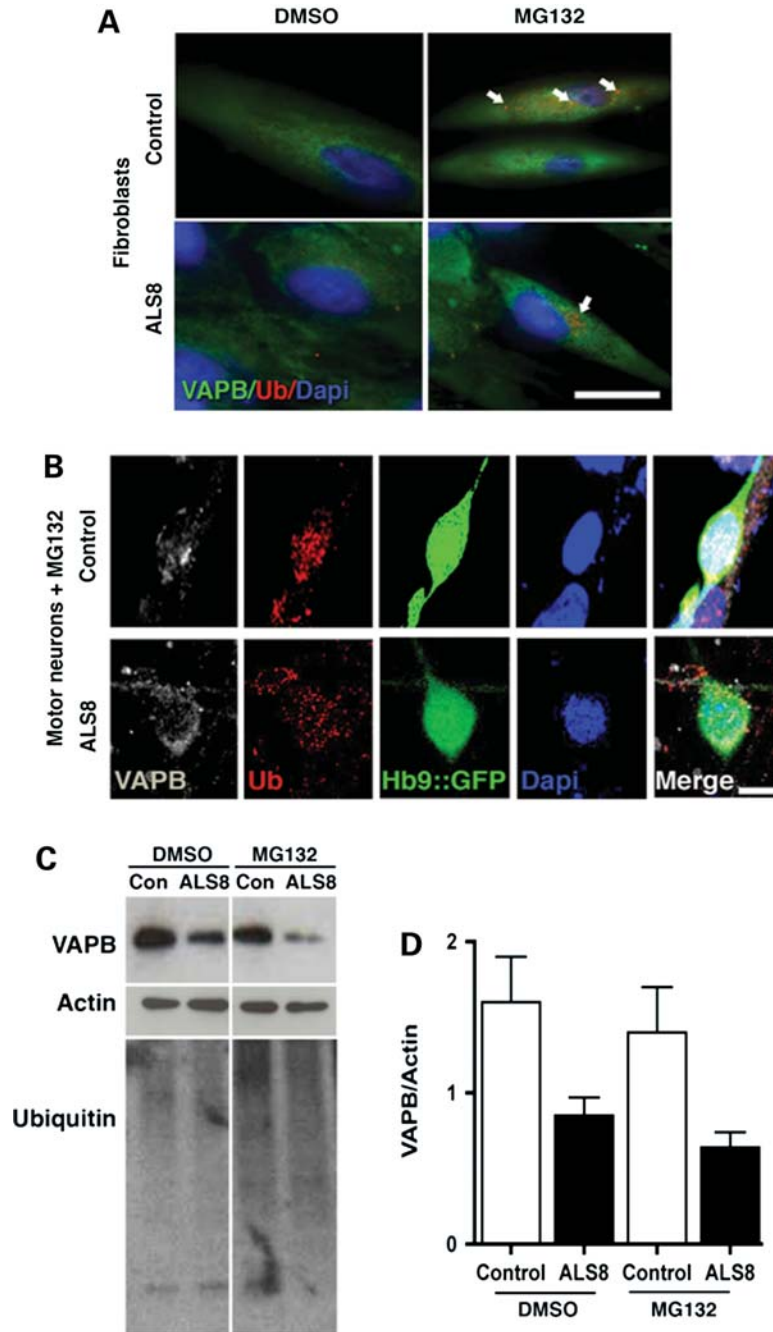 A
DMSO MG132
Fibroblasts
Control
ALS8
VAPB/Ub/Dapi
B
Motor neurons + MG132
Control
ALS8
VAPB Ub Hb9::GFP Dapi Merge
C
DMSO MG132
Con ALS8 Con ALS8
VAPB
Actin
Ubiquitin
D
VAPB/Actin
2
1
0
Control ALS8 Control ALS8
DMSO MG132